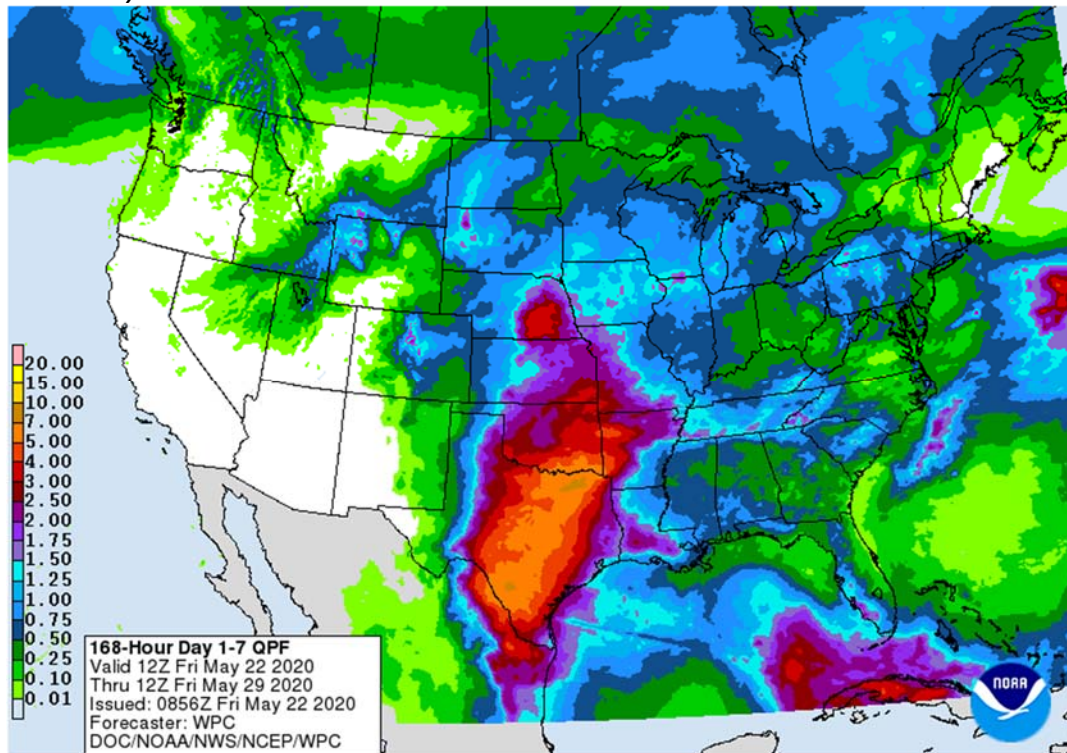 20.00
15.00
10.00
7.00
5.00
4.00
3.00
2.50
2.00
1.75
1.50
1.25
1.00
0.75
0.50
0.25
0.10
0.01
168-Hour Day 1-7 QPF
Valid 12Z Fri May 22 2020
Thru 12Z Fri May 29 2020
Issued: 0856Z Fri May 22 2020
Forecaster: WPC
DOC/NOAA/NWS/NCEP/WPC
NOAA